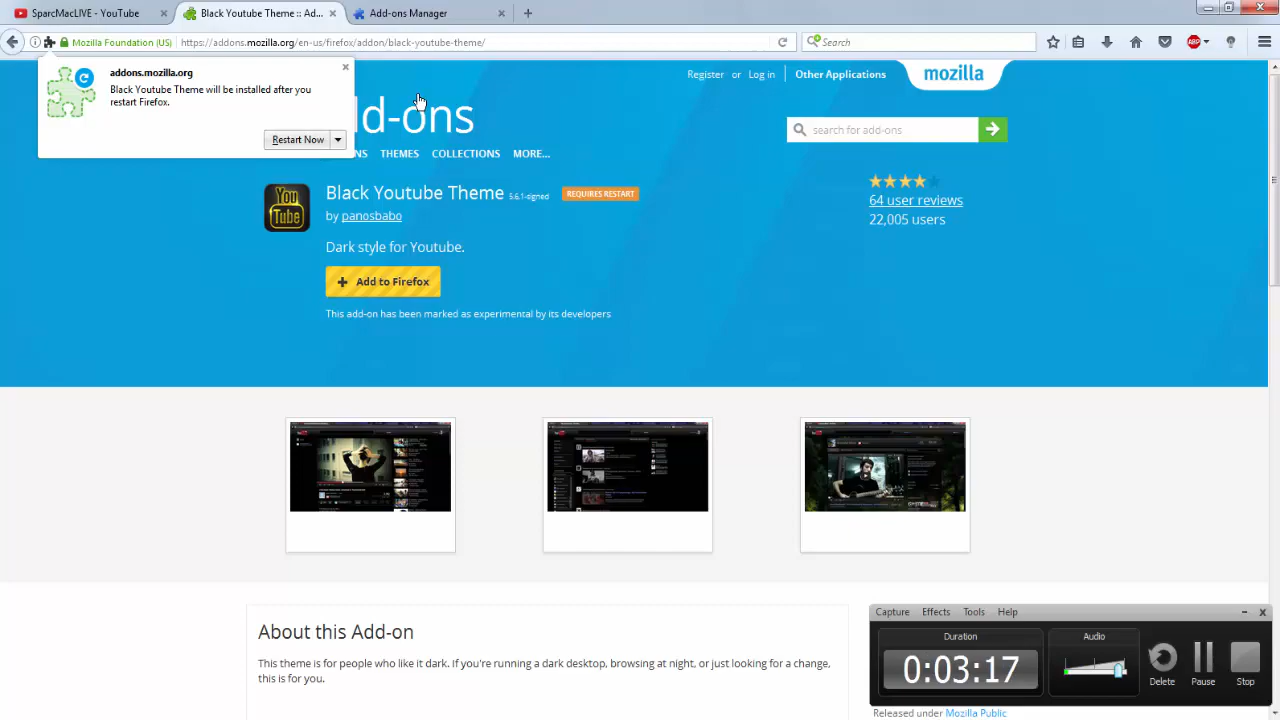 SparcMacLIVE - YouTube
Black Youtube Theme :: Ad...
Add-ons Manager
Mozilla Foundation (US)
https://addons.mozilla.org/en-us/firefox/addon/black-youtube-theme/
Search
ABP
addons.mozilla.org
Black Youtube Theme will be installed after you
restart Firefox.
Restart Now
Register or Log in
Other Applications
mozilla
d-ons
NS THEMES COLLECTIONS MORE...
search for add-ons
You
Tube
Black Youtube Theme 5.6.1-signed REQUIRES RESTART
by panosbabo
Dark style for Youtube.
Add to Firefox
This add-on has been marked as experimental by its developers
64 user reviews
22,005 users
About this Add-on
This theme is for people who like it dark. If you're running a dark desktop, browsing at night, or just looking for a change,
this is for you.
Capture Effects Tools Help
Duration
Audio
0:03:17
Delete
Pause
Stop
Released under Mozilla Public